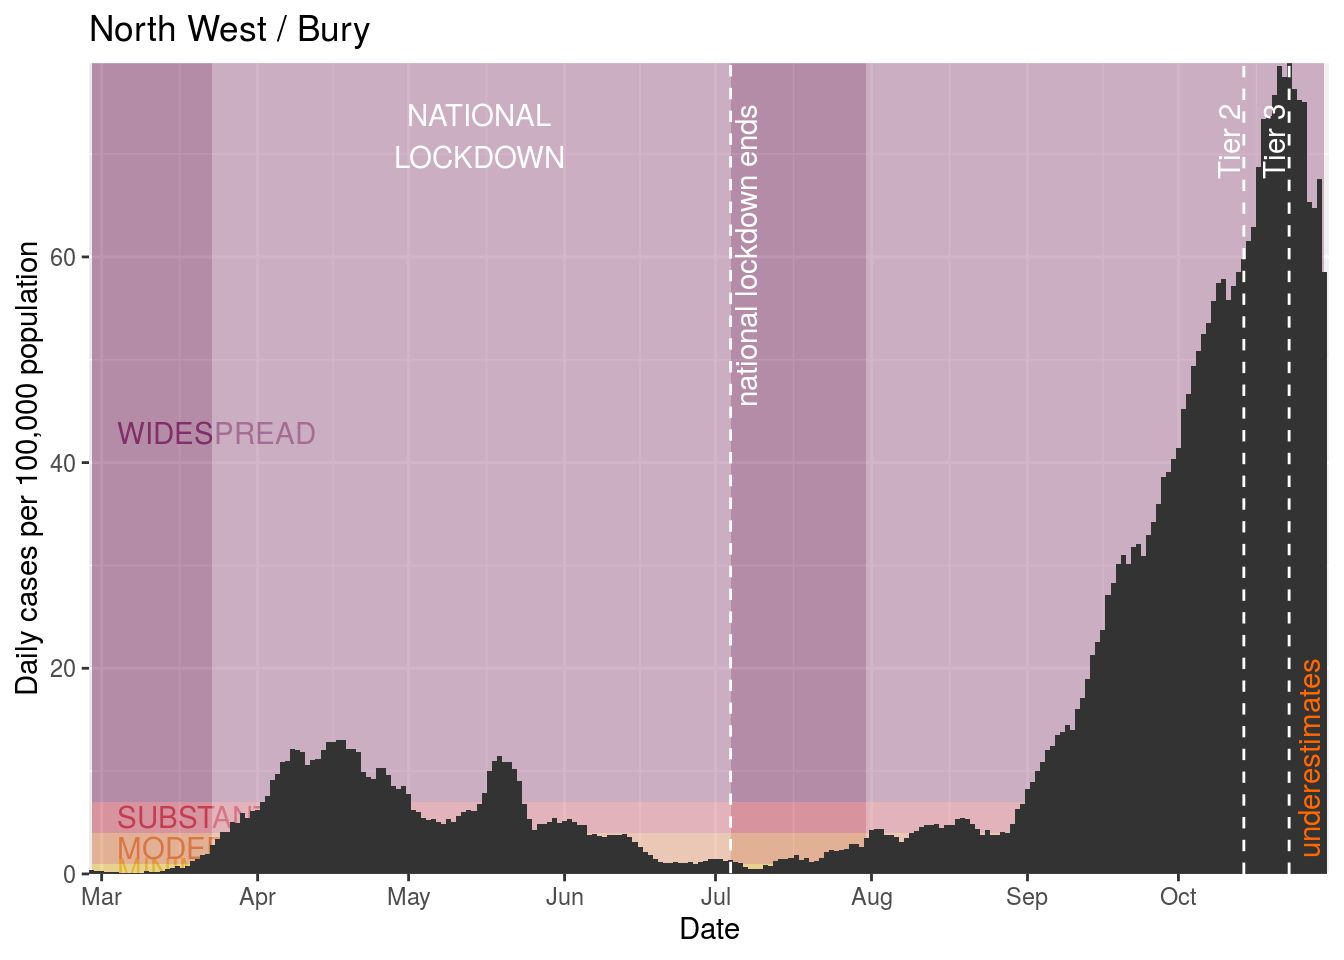 North West / Bury
NATIONAL
LOCKDOWN
national lockdown ends
Tier 2
Tier 3
WIDESPREAD
underestimates
Daily cases per 100,000 population
60
40
20
0
Mar
Apr
May
Jun
Jul
Aug
Sep
Oct
Date